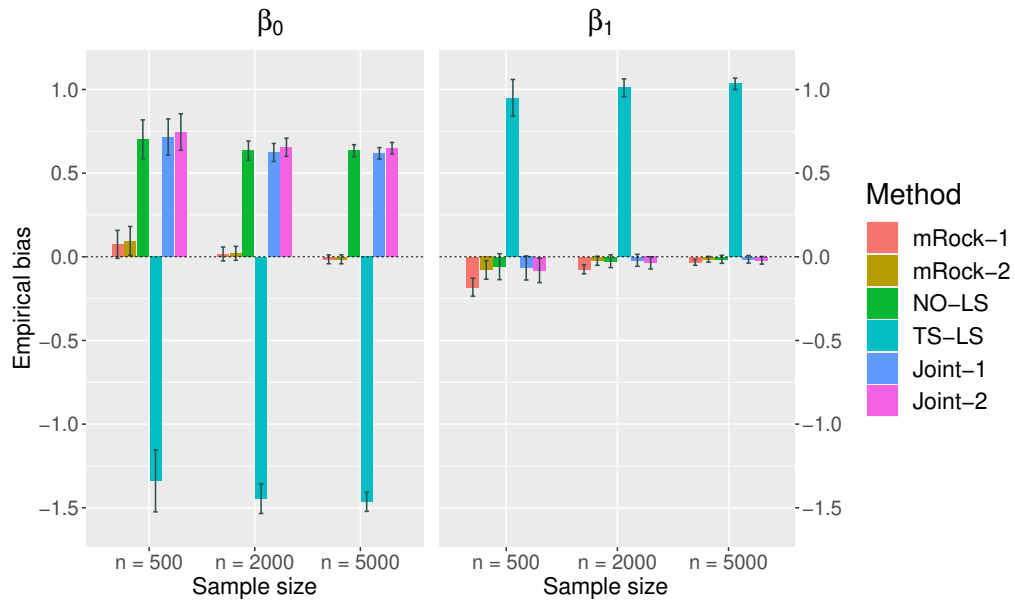 β0 β1
Empirical bias
1.0
0.5
0.0
−0.5
−1.0
−1.5
1.0
0.5
0.0
−0.5
−1.0
−1.5
n = 500 n = 2000 n = 5000
n = 500 n = 2000 n = 5000
Sample size
Sample size
Method
mRock−1
mRock−2
NO−LS
TS−LS
Joint−1
Joint−2